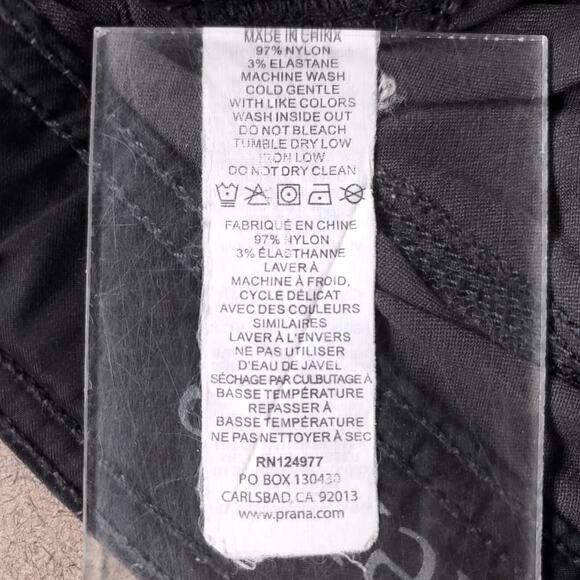 MADE IN CHINA
97% NYLON
3% ELASTANE
MACHINE WASH
COLD GENTLE
WITH LIKE COLORS
WASH INSIDE OUT
DO NOT BLEACH
TUMBLE DRY LOW
IRON LOW
DO NOT DRY CLEAN
FABRIQUÉ EN CHINE
97% NYLON
3% ÉLASTHANNE
LAVER À
MACHINE À FROID,
CYCLE DÉLICAT
AVEC DES COULEURS
SIMILAIRES
LAVER À L'ENVERS
NE PAS UTILISER
D'EAU DE JAVEL
SÉCHAGE PAR CULBUTAGE À
BASSE TEMPÉRATURE
REPASSER À
BASSE TEMPÉRATURE
NE PAS NETTOYER À SEC
RN124977
PO BOX 130439
CARLSBAD, CA 92013
www.prana.com